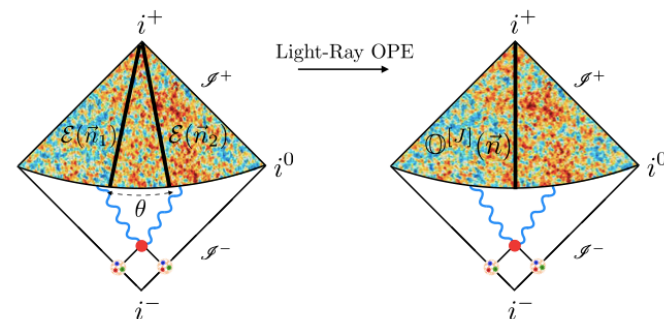 i⁺
i⁺
Light-Ray OPE
𝒥⁺
𝒥⁺
ℰ(n⃗₁)
ℰ(n⃗₂)
𝕆^[J](n⃗)
i⁰
i⁰
θ
𝒥⁻
𝒥⁻
i⁻
i⁻